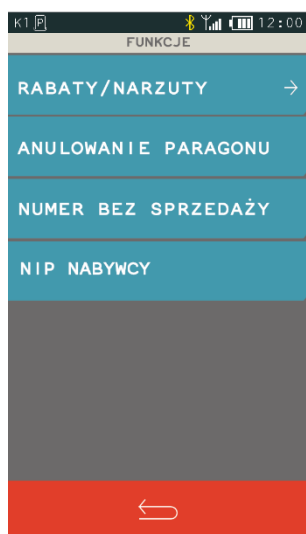 K1 P 12:00
FUNKCJE
RABATY/NARZUTY
ANULOWANIE PARAGONU
NUMER BEZ SPRZEDAŻY
NIP NABYWCY